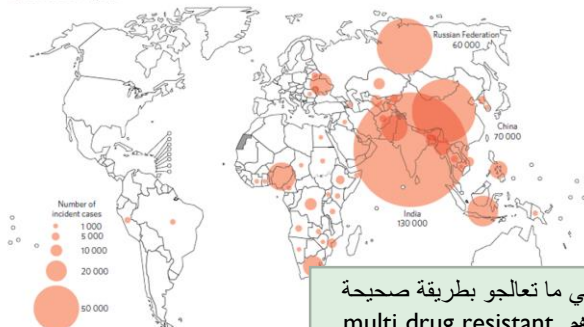 Russian Federation
60 000
China
70 000
India
130 000
Number of
incident cases
1 000
5 000
10 000
20 000
50 000
ي ما تعالجو بطريقة صحيحة
multi drug resistant